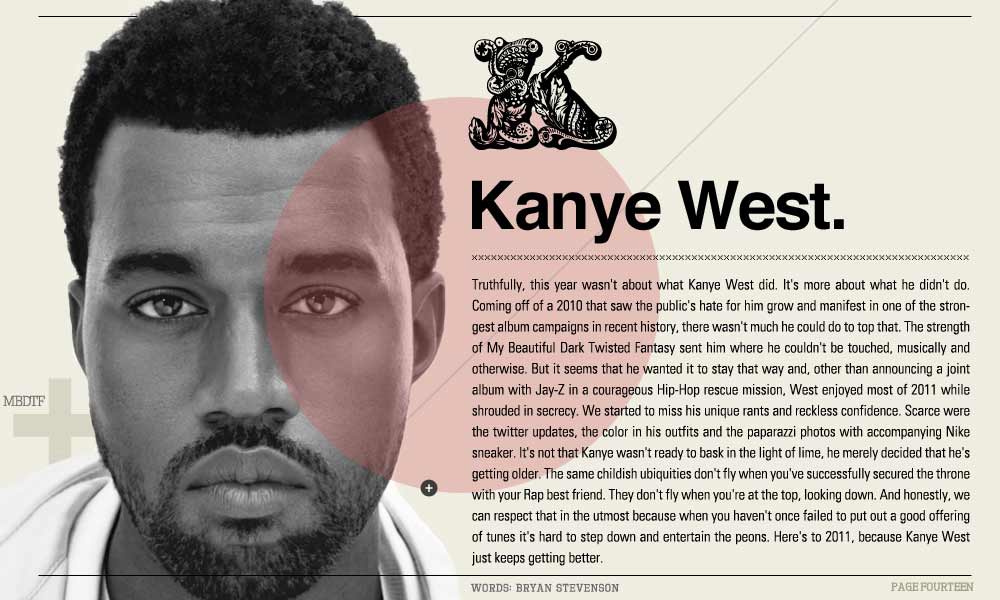 K
Kanye West.
Truthfully, this year wasn't about what Kanye West did. It's more about what he didn't do.
Coming off of a 2010 that saw the public's hate for him grow and manifest in one of the stron-
gest album campaigns in recent history, there wasn't much he could do to top that. The strength
of My Beautiful Dark Twisted Fantasy sent him where he couldn't be touched, musically and
otherwise. But it seems that he wanted it to stay that way and, other than announcing a joint
album with Jay-Z in a courageous Hip-Hop rescue mission, West enjoyed most of 2011 while
shrouded in secrecy. We started to miss his unique rants and reckless confidence. Scarce were
the twitter updates, the color in his outfits and the paparazzi photos with accompanying Nike
sneaker. It's not that Kanye wasn't ready to bask in the light of lime, he merely decided that he's
getting older. The same childish ubiquities don't fly when you've successfully secured the throne
with your Rap best friend. They don't fly when you're at the top, looking down. And honestly, we
can respect that in the utmost because when you haven't once failed to put out a good offering
of tunes it's hard to step down and entertain the peons. Here's to 2011, because Kanye West
just keeps getting better.
MBDTF
WORDS: BRYAN STEVENSON
PAGE FOURTEEN